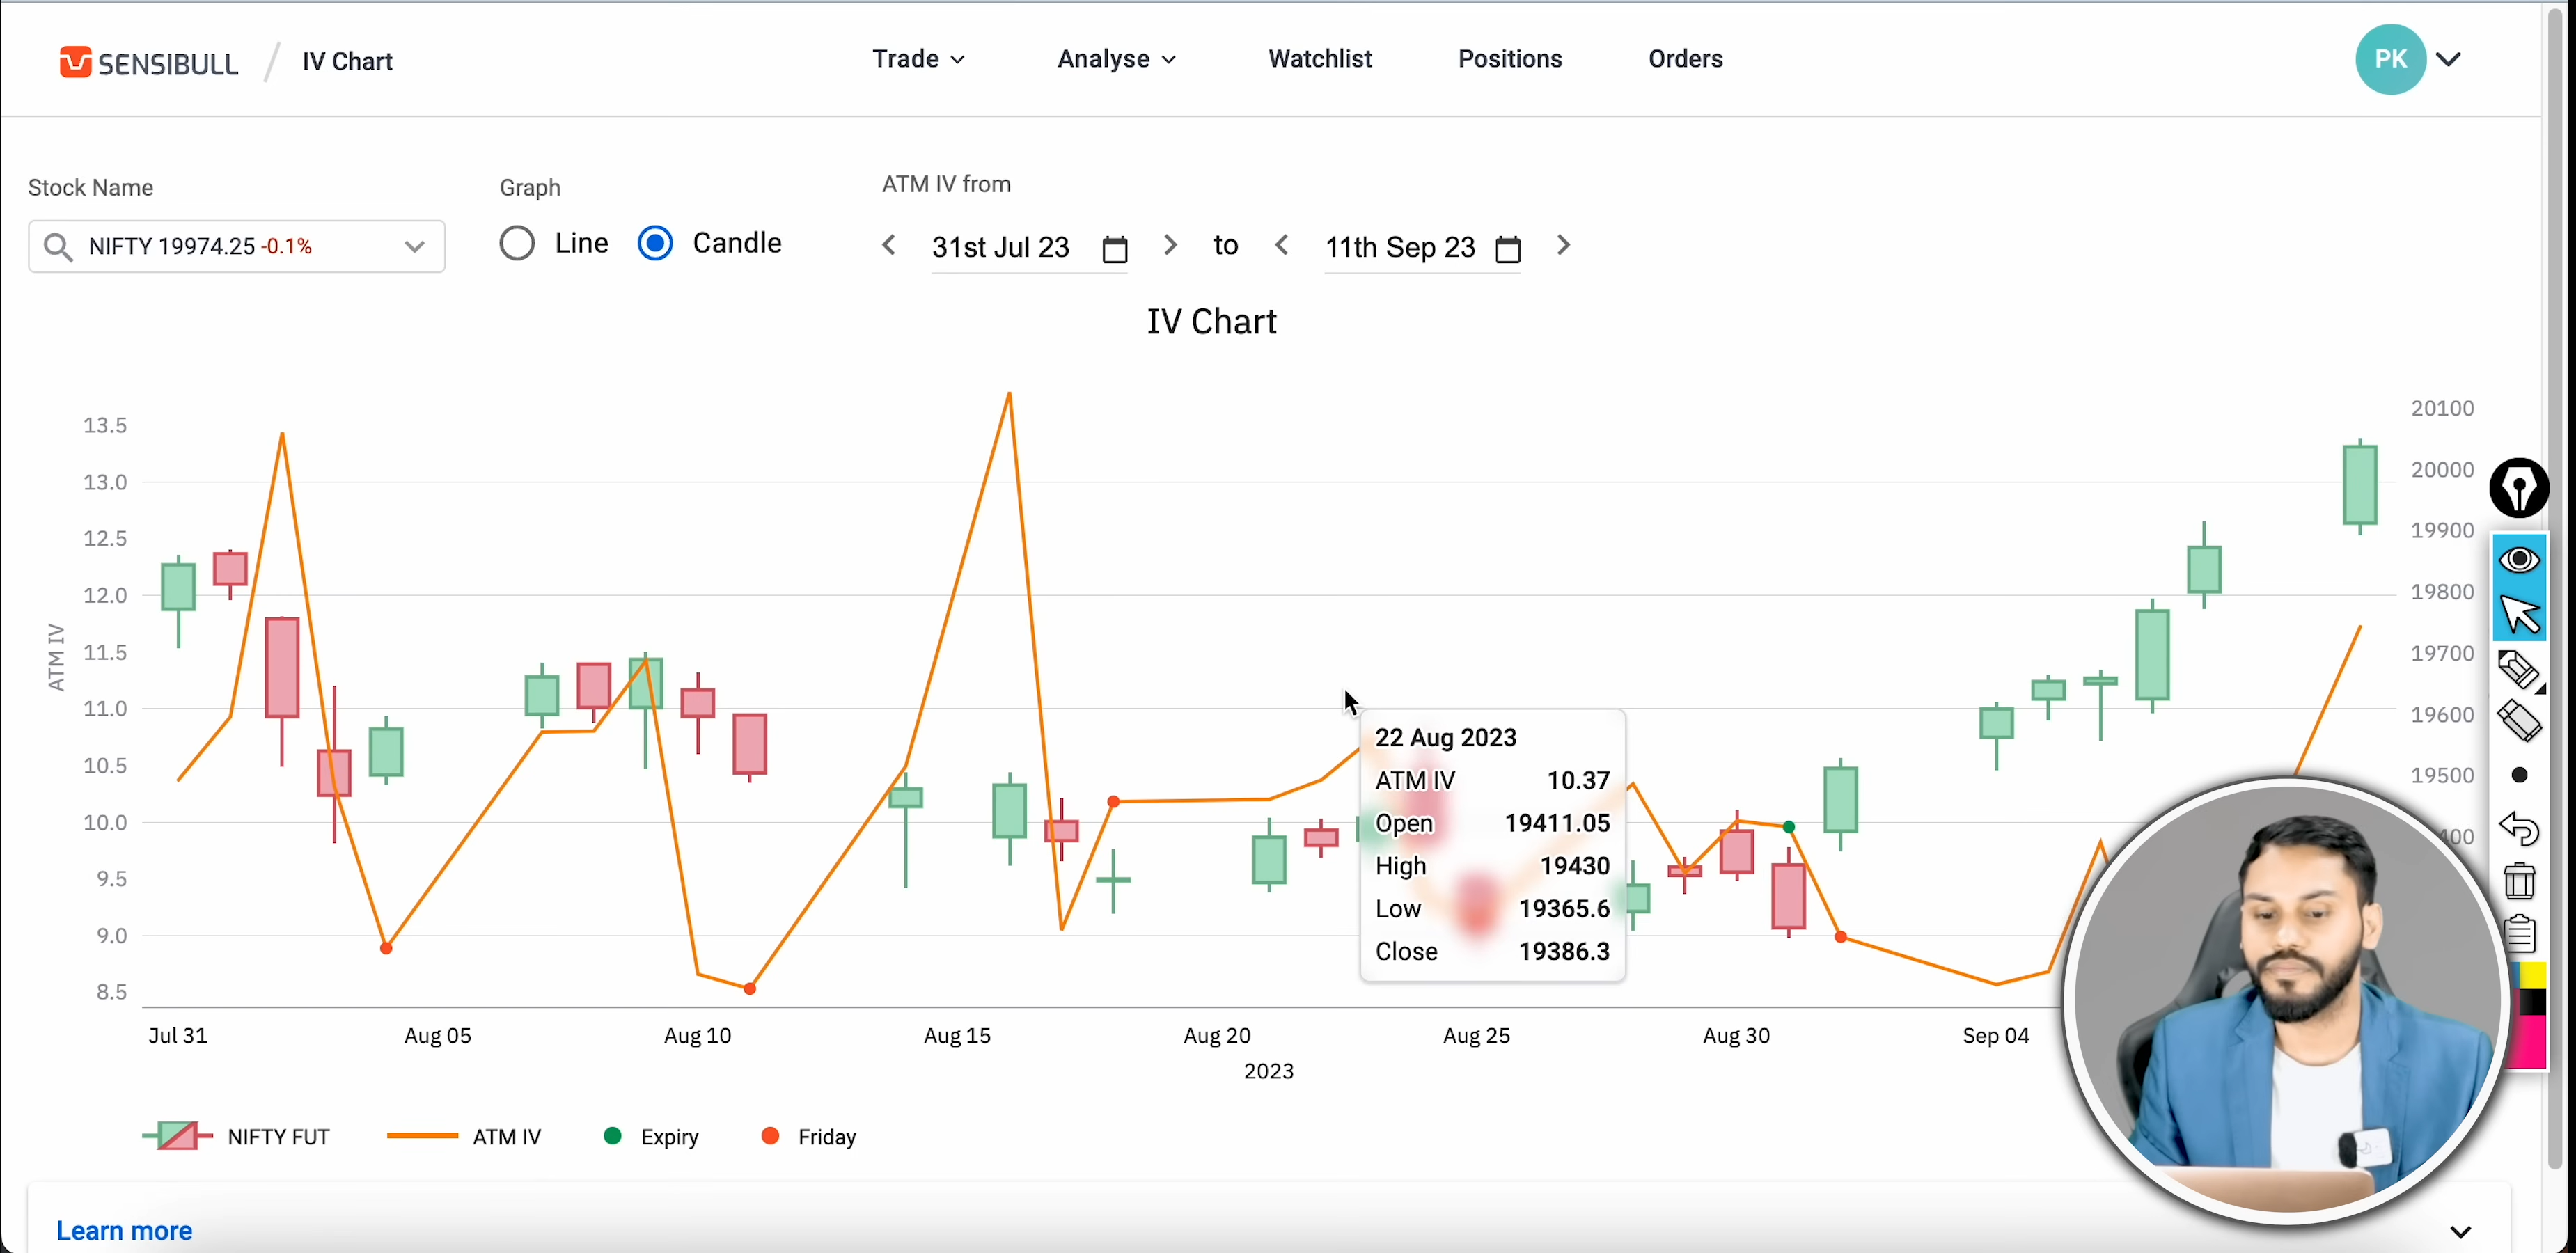 SENSIBULL / IV Chart Trade Analyse Watchlist Positions Orders PK
Stock Name Graph ATM IV from
NIFTY 19974.25 -0.1% Line Candle 31st Jul 23 to 11th Sep 23
IV Chart
13.5 20100
13.0 20000
12.5 19900
12.0 19800
11.5 19700
11.0 19600
10.5 19500
10.0
9.5
9.0
8.5
ATM IV
22 Aug 2023
ATM IV 10.37
Open 19411.05
High 19430
Low 19365.6
Close 19386.3
Jul 31 Aug 05 Aug 10 Aug 15 Aug 20 Aug 25 Aug 30 Sep 04
2023
NIFTY FUT ATM IV Expiry Friday
Learn more